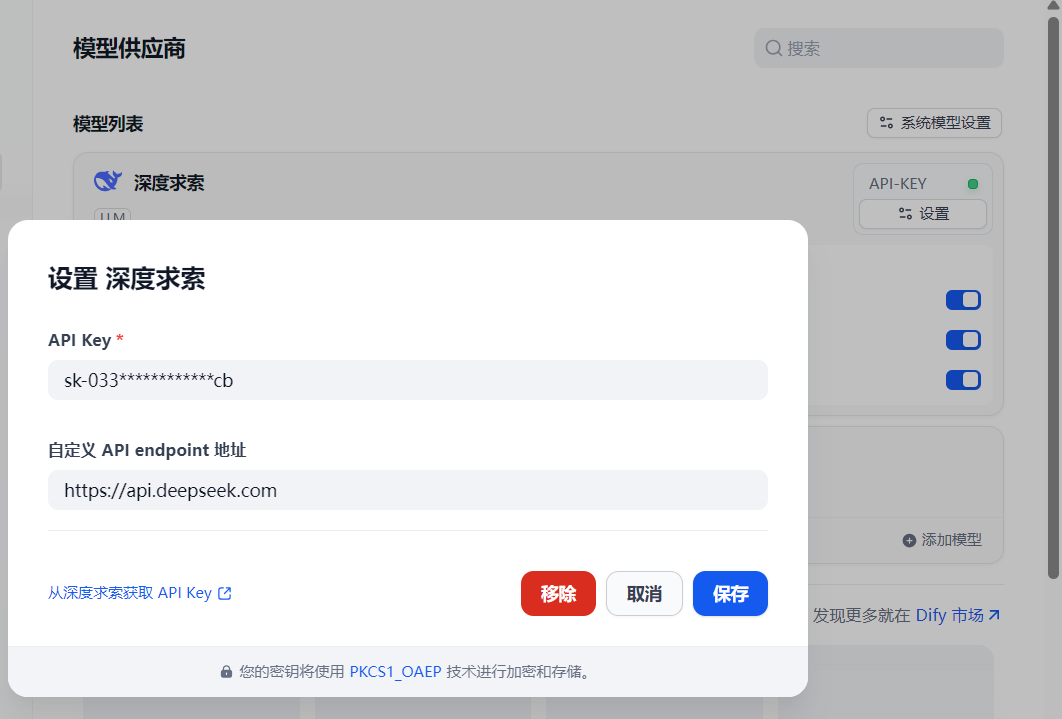 模型供应商
搜索
模型列表
系统模型设置
深度求索
API-KEY
LLM
设置
设置 深度求索
API Key *
sk-033************cb
自定义 API endpoint 地址
https://api.deepseek.com
添加模型
从深度求索获取 API Key
移除
取消
保存
发现更多就在 Dify 市场
您的密钥将使用 PKCS1_OAEP 技术进行加密和存储。